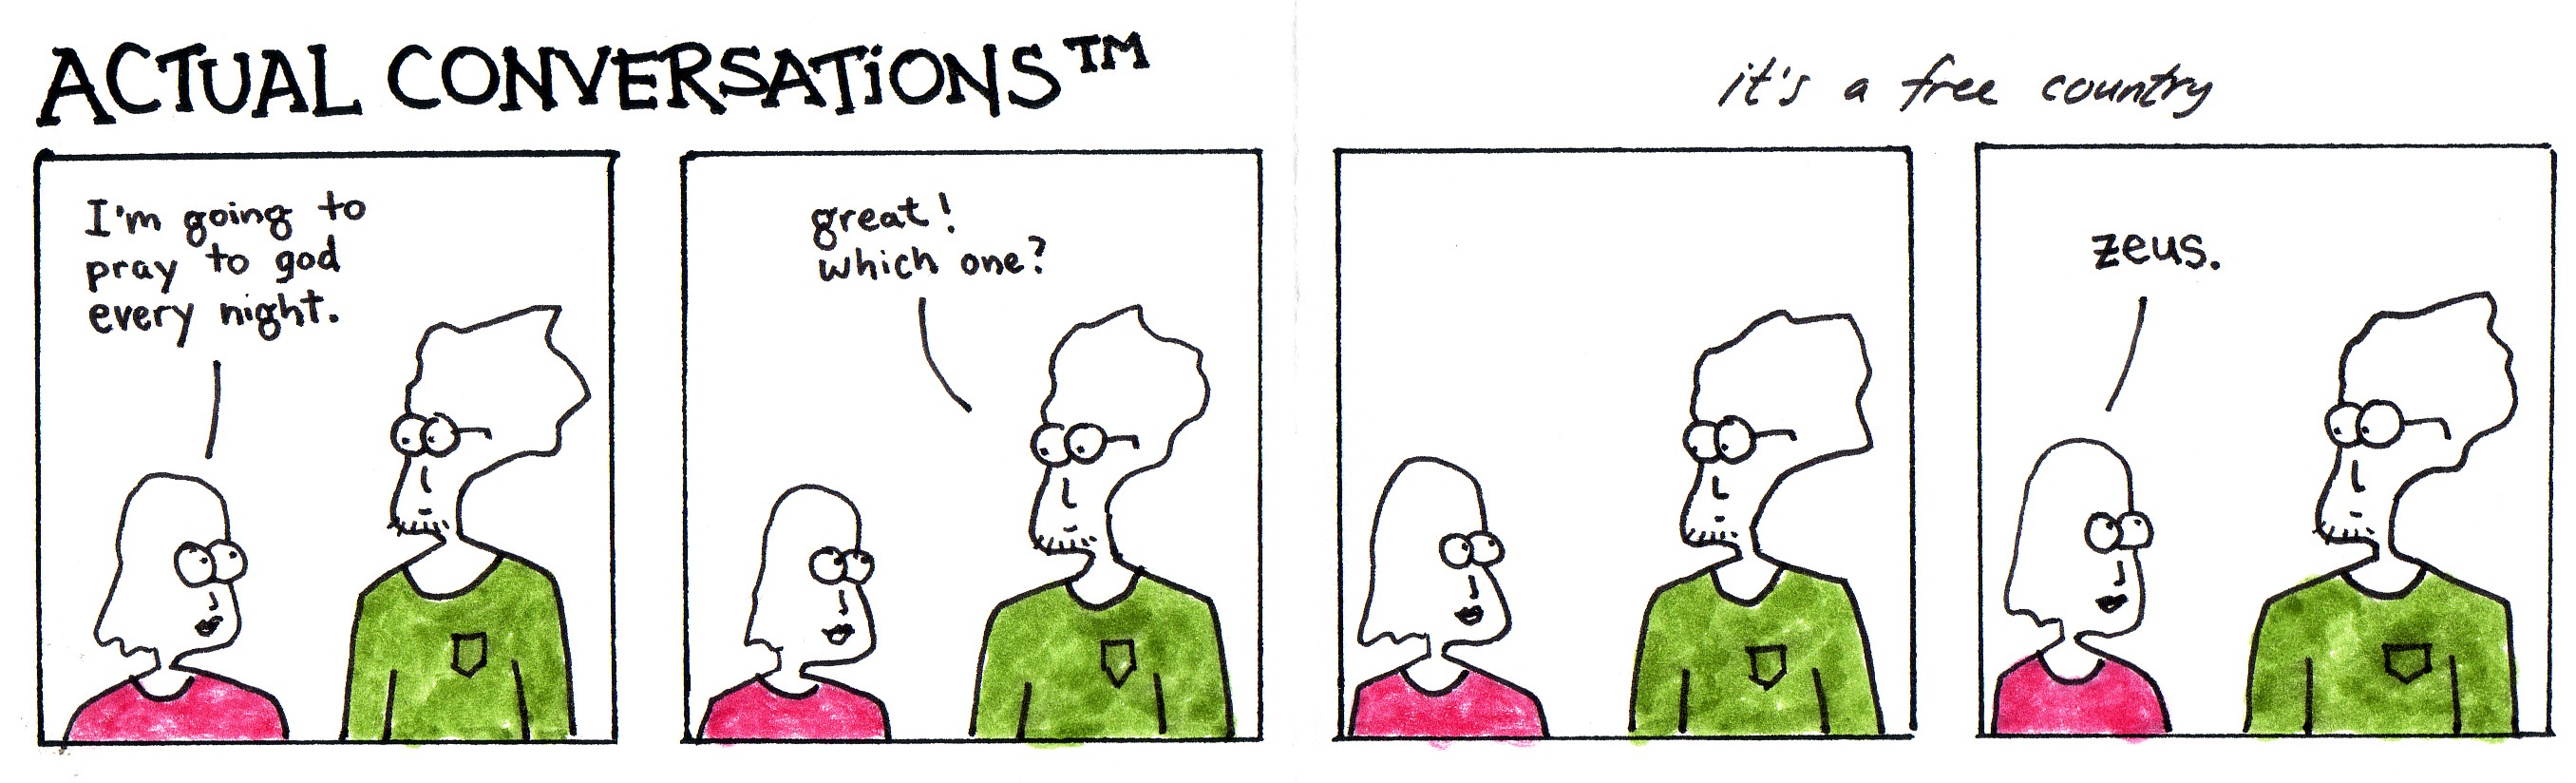 ACTUAL CONVERSATIONS™
it's a free country
I'm going to
pray to god
every night.
great!
which one?
zeus.